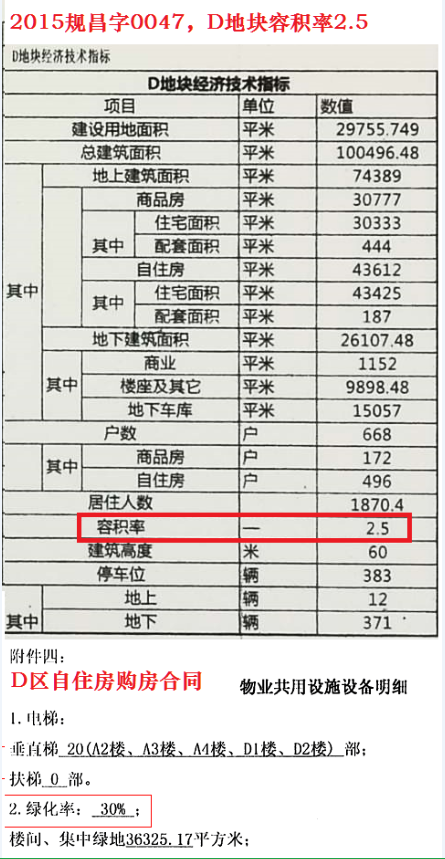 2015规昌字0047，D地块容积率2.5
D地块经济技术指标
D地块经济技术指标
项目 单位 数值
建设用地面积 平米 29755.749
总建筑面积 平米 100496.48
其中 地上建筑面积 平米 74389
商品房 平米 30777
其中 住宅面积 平米 30333
配套面积 平米 444
自住房 平米 43612
其中 住宅面积 平米 43425
配套面积 平米 187
地下建筑面积 平米 26107.48
其中 商业 平米 1152
楼座及其它 平米 9898.48
地下车库 平米 15057
户数 户 668
其中 商品房 户 172
自住房 户 496
居住人数 1870.4
容积率 — 2.5
建筑高度 米 60
停车位 辆 383
其中 地上 辆 12
地下 辆 371
附件四：
D区自住房购房合同 物业共用设施设备明细
1.电梯：
垂直梯 20(A2楼、A3楼、A4楼、D1楼、D2楼) 部；
扶梯 0 部。
2.绿化率： 30% ；
楼间、集中绿地36325.17平方米；